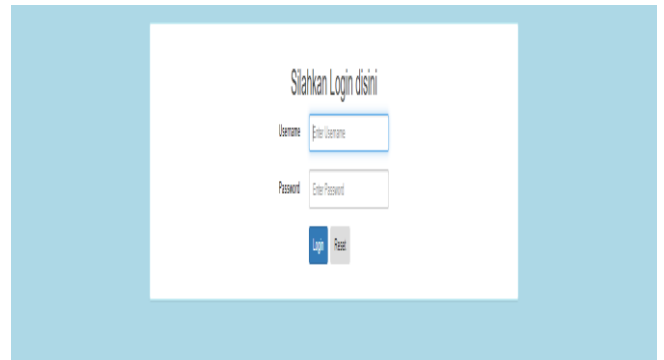 Silahkan Login disini
Username Enter Username
Password Enter Password
Login Reset